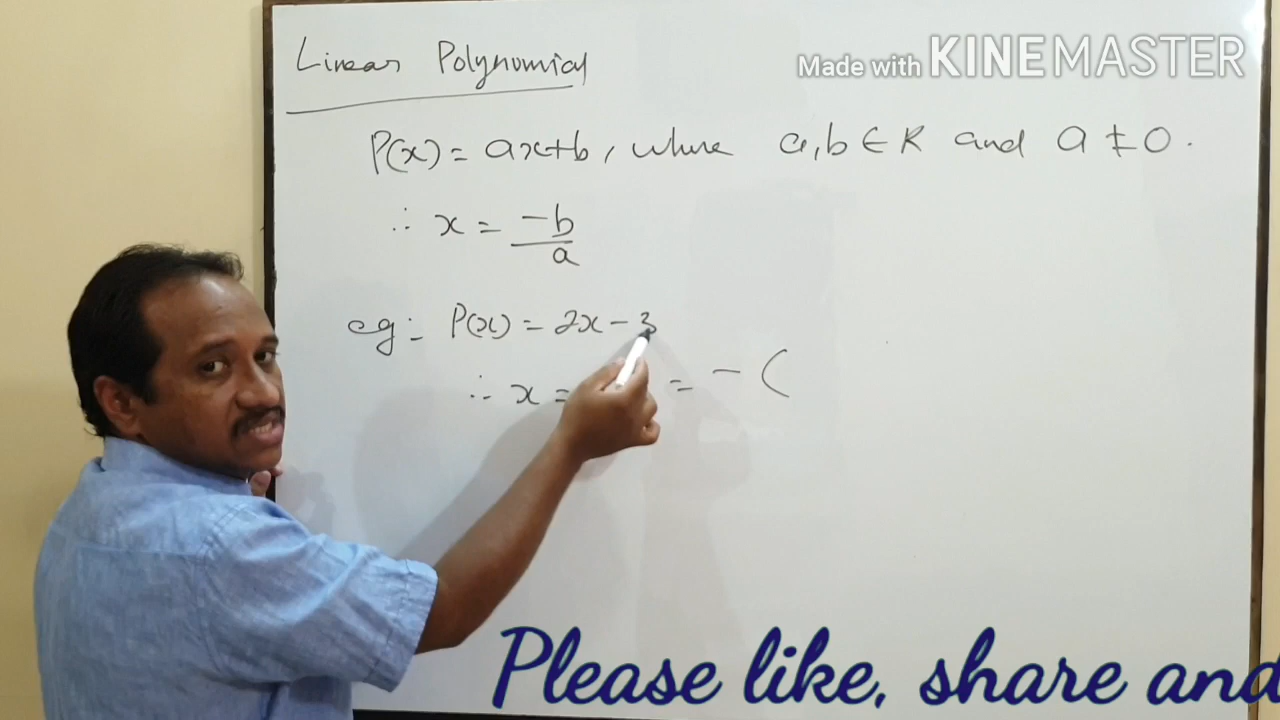 Linear Polynomial
Made with KINEMASTER
P(x) = ax+b, where a,b ∈ R and a ≠ 0.
∴ x = -b/a
eg:- P(x) = 2x - 3
∴ x = = - (
Please like, share and